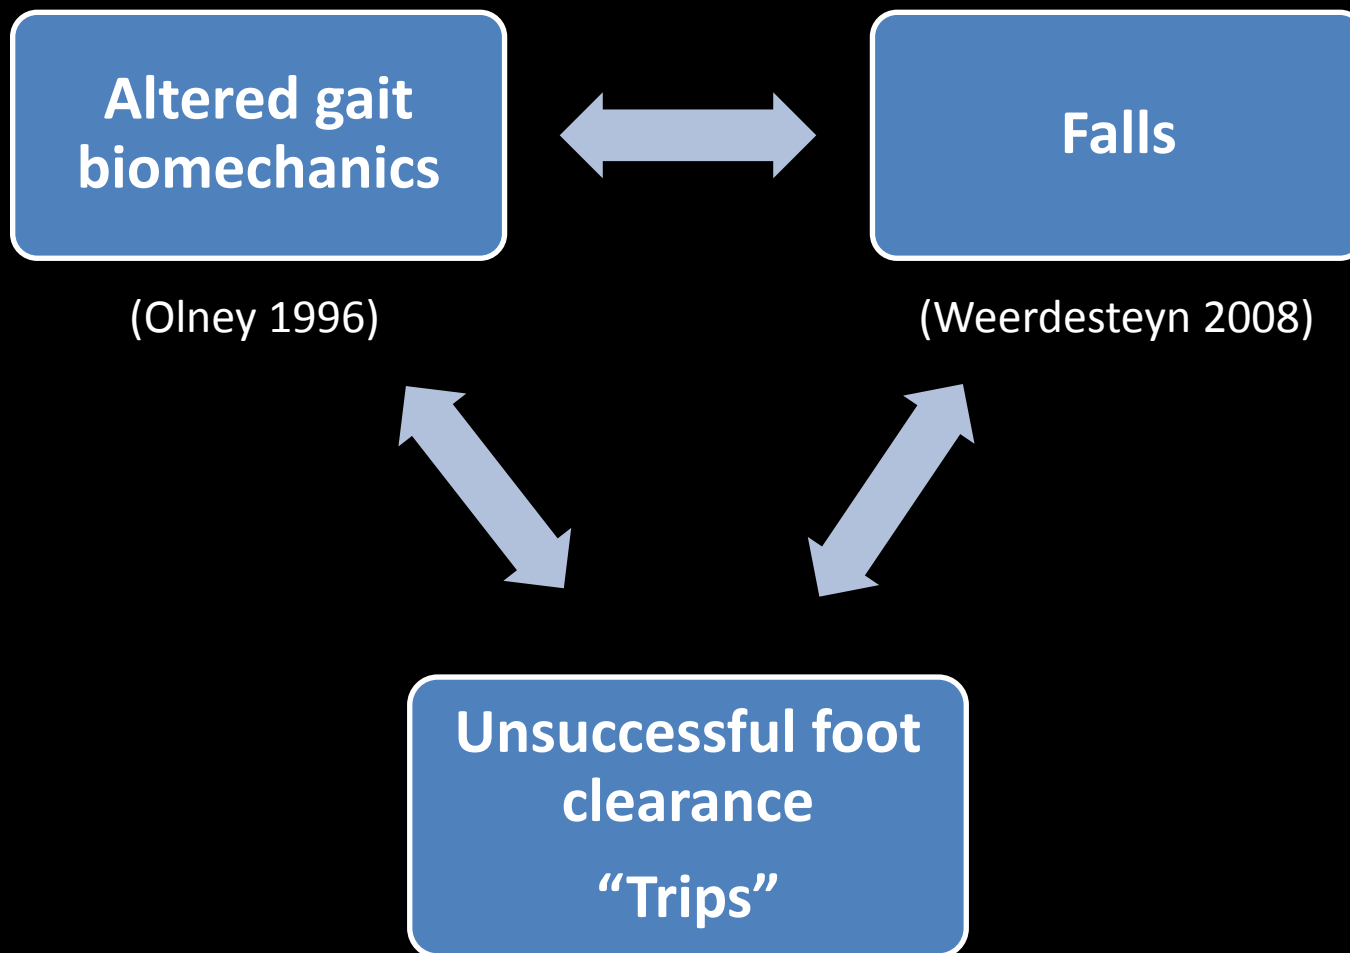 Altered gait
biomechanics
Falls
(Olney 1996)
(Weerdesteyn 2008)
Unsuccessful foot
clearance
“Trips”